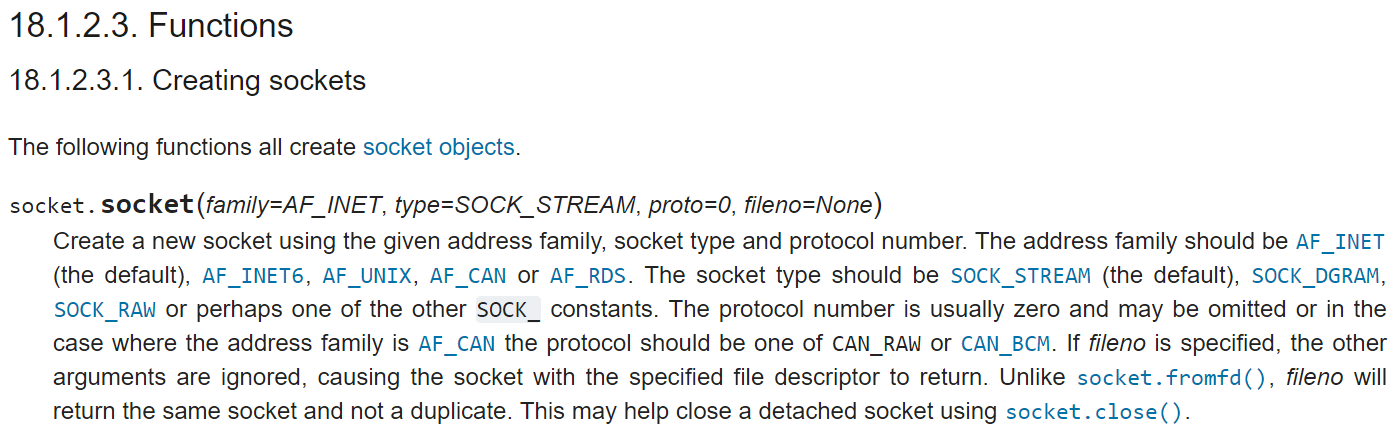 18.1.2.3. Functions
18.1.2.3.1. Creating sockets
The following functions all create socket objects.
socket.socket(family=AF_INET, type=SOCK_STREAM, proto=0, fileno=None)
Create a new socket using the given address family, socket type and protocol number. The address family should be AF_INET
(the default), AF_INET6, AF_UNIX, AF_CAN or AF_RDS. The socket type should be SOCK_STREAM (the default), SOCK_DGRAM,
SOCK_RAW or perhaps one of the other SOCK_ constants. The protocol number is usually zero and may be omitted or in the
case where the address family is AF_CAN the protocol should be one of CAN_RAW or CAN_BCM. If fileno is specified, the other
arguments are ignored, causing the socket with the specified file descriptor to return. Unlike socket.fromfd(), fileno will
return the same socket and not a duplicate. This may help close a detached socket using socket.close().